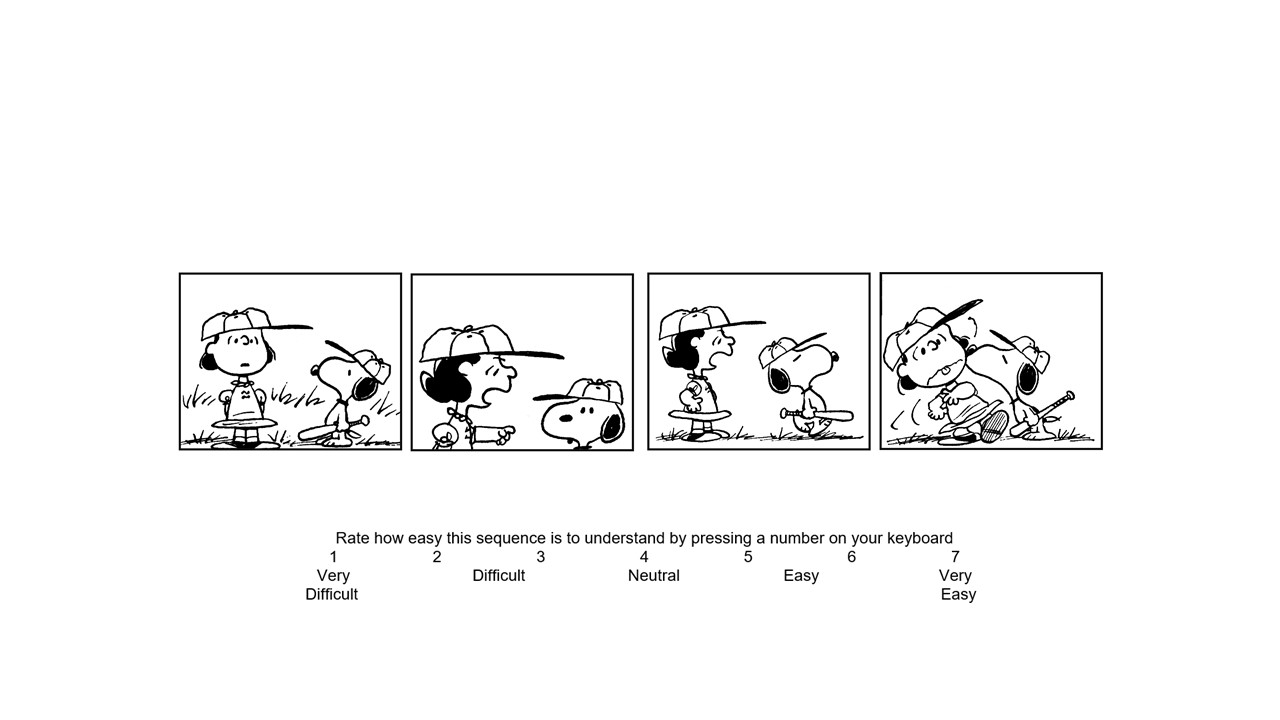 Rate how easy this sequence is to understand by pressing a number on your keyboard
1 2 3 4 5 6 7
Very Difficult Neutral Easy Very
Difficult Easy